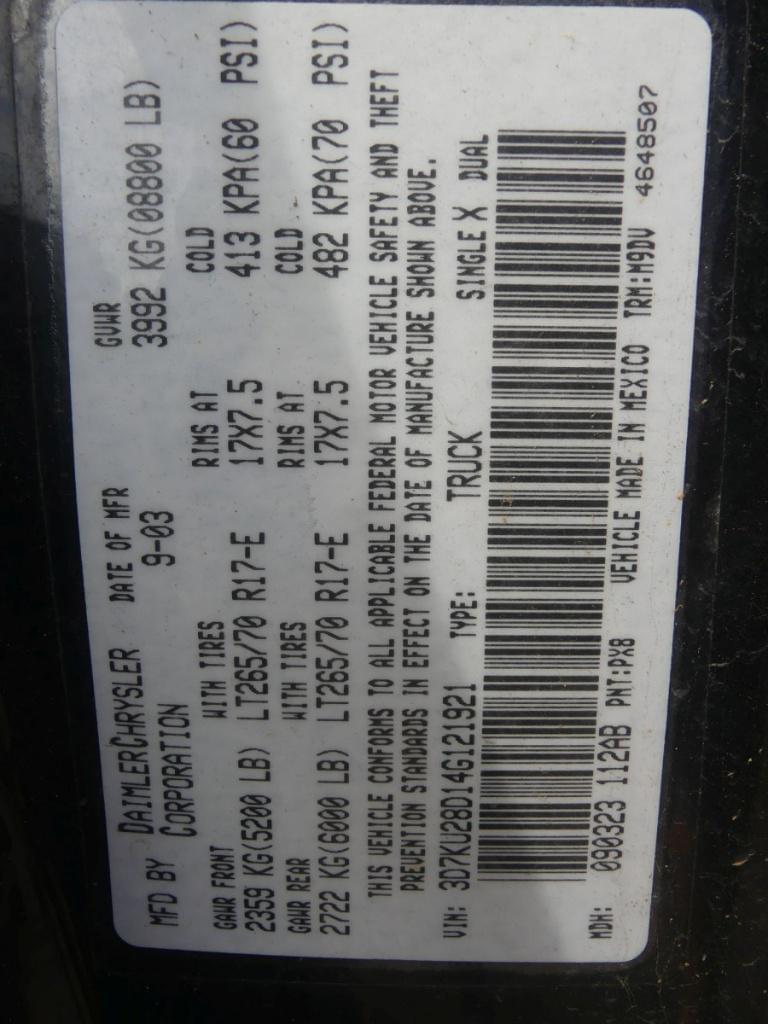 MFD BY DAIMLERCHRYSLER CORPORATION DATE OF MFR 9-03 GVWR 3992 KG(08800 LB)
GAWR FRONT WITH TIRES RIMS AT COLD
2359 KG(5200 LB) LT265/70 R17-E 17X7.5 413 KPA(60 PSI)
GAWR REAR WITH TIRES RIMS AT COLD
2722 KG(6000 LB) LT265/70 R17-E 17X7.5 482 KPA(70 PSI)
THIS VEHICLE CONFORMS TO ALL APPLICABLE FEDERAL MOTOR VEHICLE SAFETY AND THEFT
PREVENTION STANDARDS IN EFFECT ON THE DATE OF MANUFACTURE SHOWN ABOVE.
VIN: 3D7KU28D14G121921 TYPE: TRUCK SINGLE X DUAL
MDH: 090323 112AB PNT:PX8 VEHICLE MADE IN MEXICO TRM:M9DV 4648507